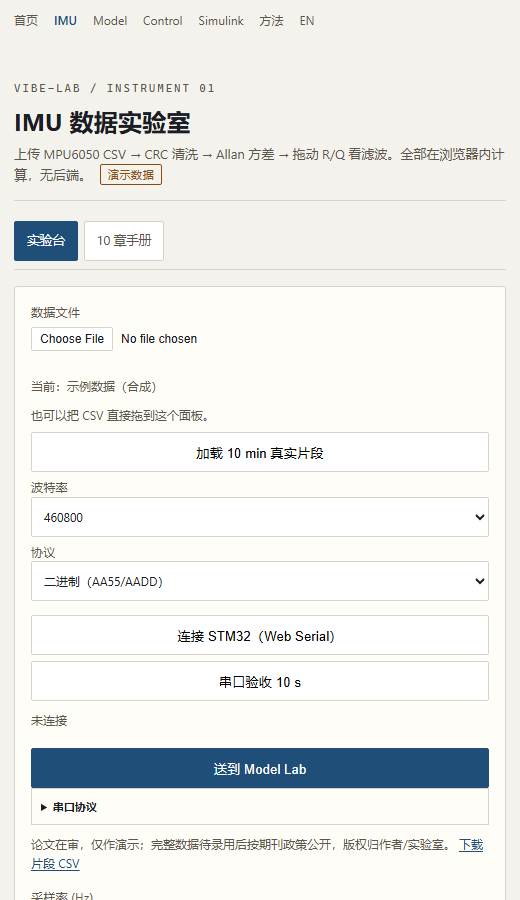 首页 IMU Model Control Simulink 方法 EN
VIBE-LAB / INSTRUMENT 01
IMU 数据实验室
上传 MPU6050 CSV → CRC 清洗 → Allan 方差 → 拖动 R/Q 看滤波。全部在浏览器内计
算，无后端。 演示数据
实验台 10 章手册
数据文件
Choose File No file chosen
当前：示例数据（合成）
也可以把 CSV 直接拖到这个面板。
加载 10 min 真实片段
波特率
460800
协议
二进制（AA55/AADD）
连接 STM32（Web Serial）
串口验收 10 s
未连接
送到 Model Lab
▶ 串口协议
论文在审，仅作演示；完整数据待录用后按期刊政策公开，版权归作者/实验室。 下载
片段 CSV
采样率 (Hz)